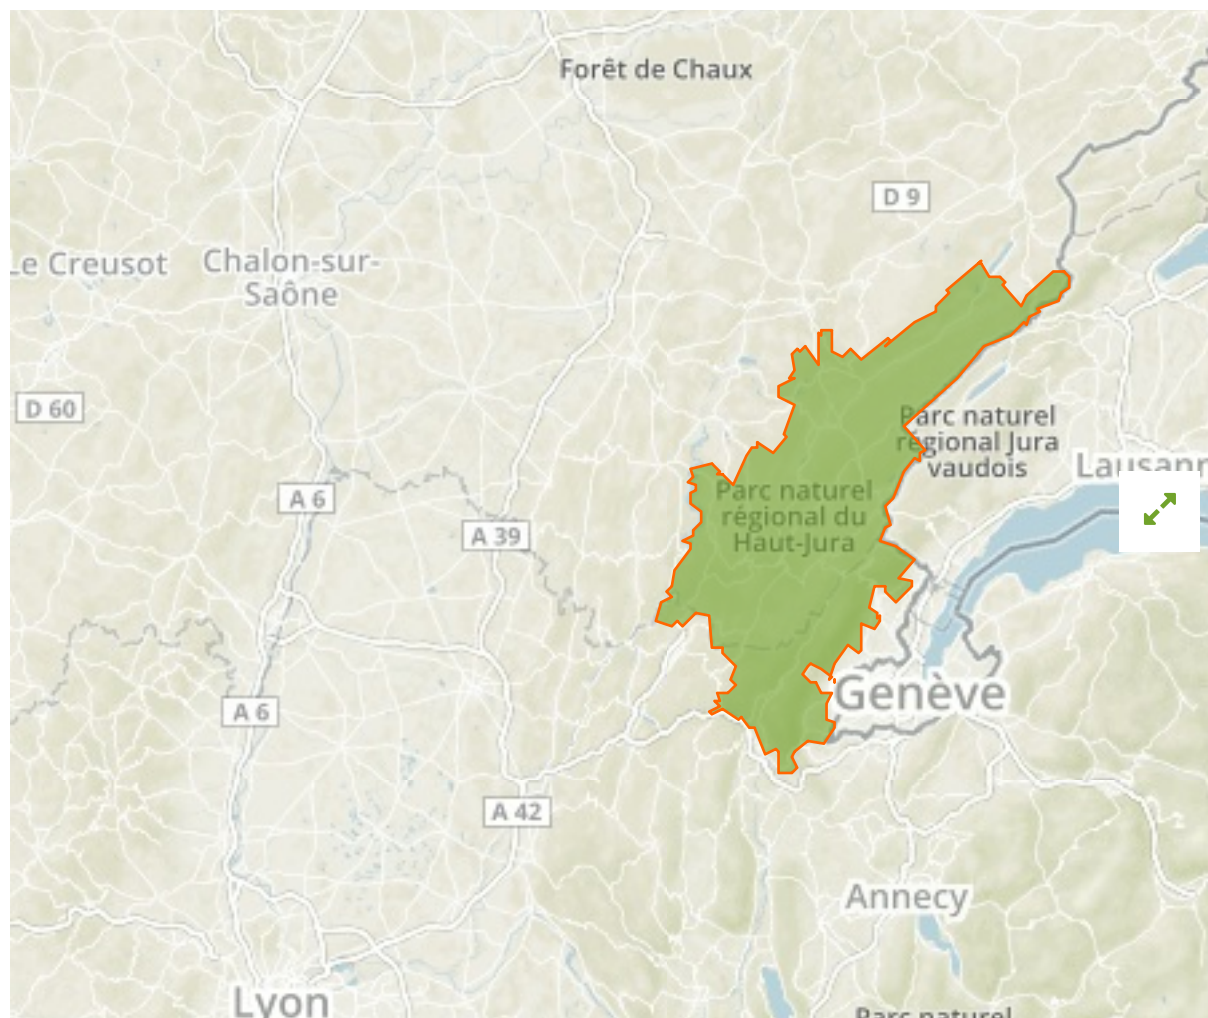 Forêt de Chaux
D 9
Le Creusot
Chalon-sur-
Saône
D 60
Parc naturel
régional Jura
vaudois
Lausann
Parc naturel
régional du
Haut-Jura
A 6
A 39
Genève
A 6
A 42
Annecy
Lyon
Parc naturel